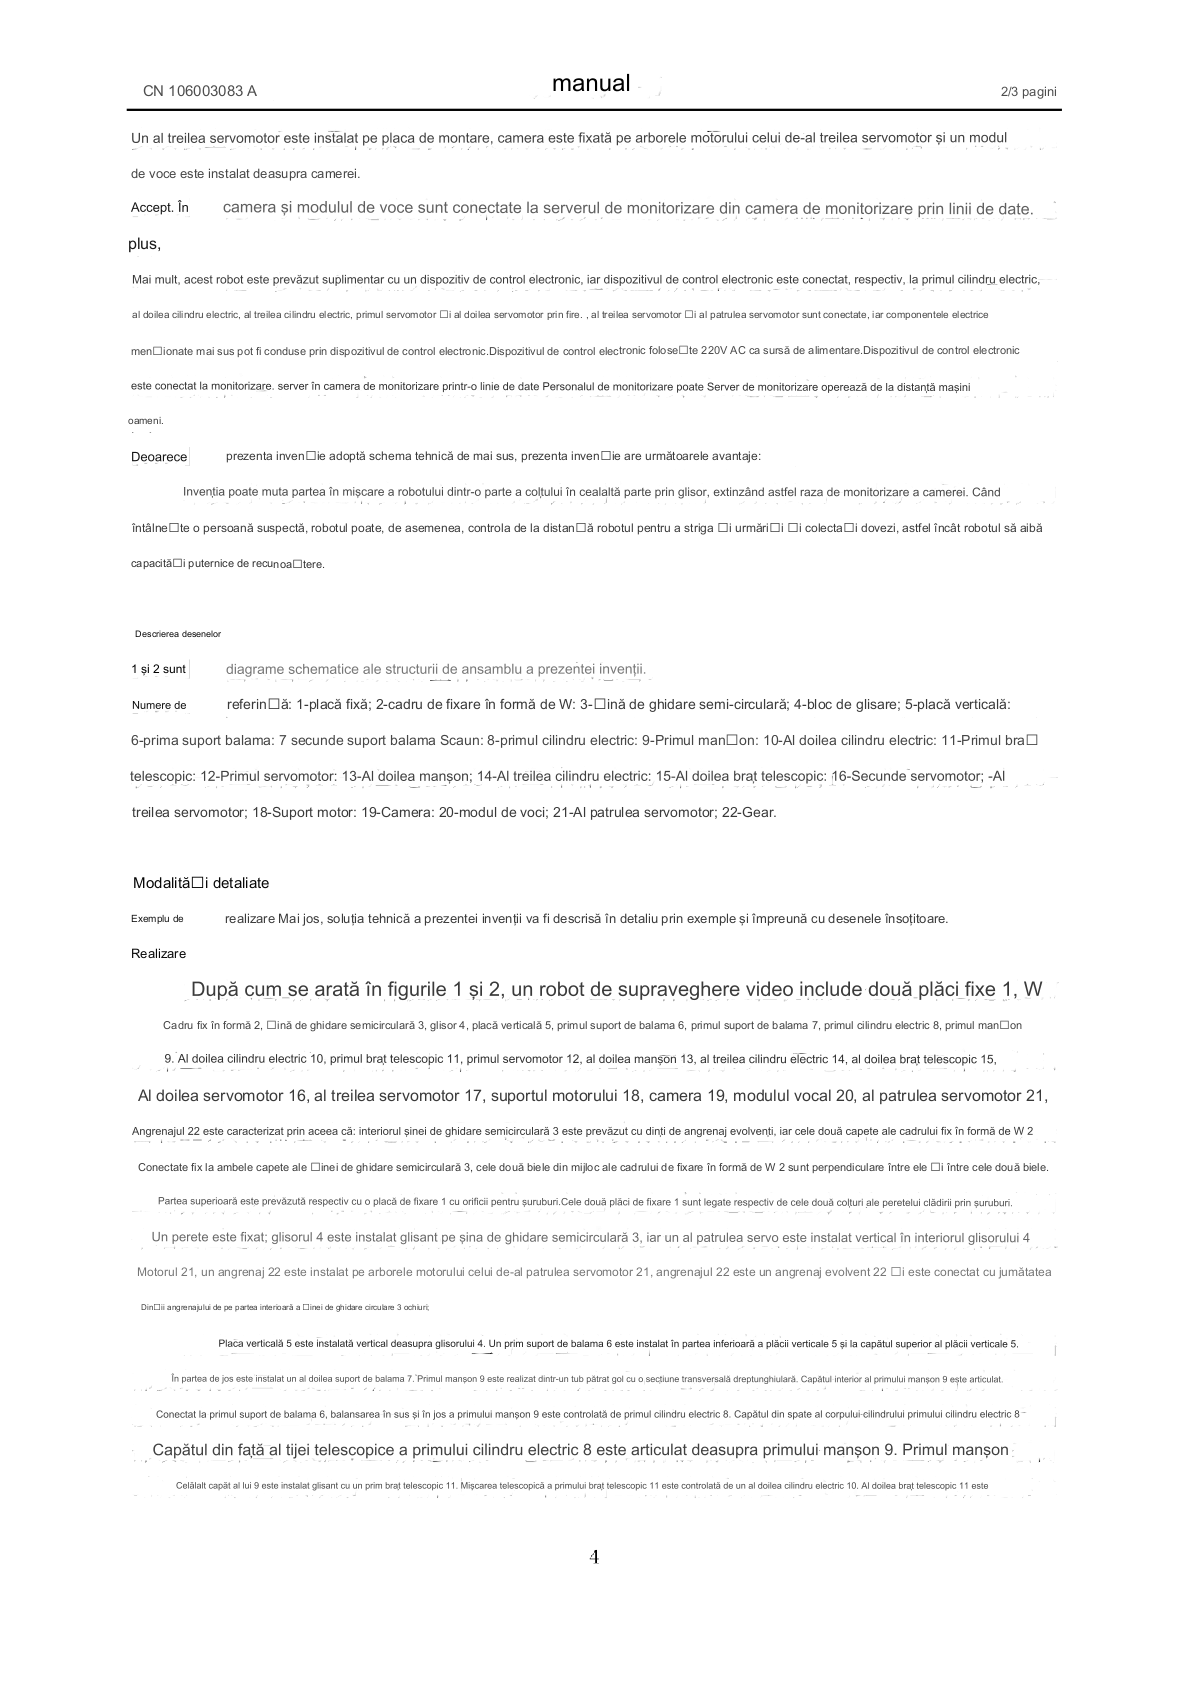 CN 106003083 A
manual
2/3 pagini
Un al treilea servomotor este instalat pe placa de montare, camera este fixată pe arborele motorului celui de-al treilea servomotor și un modul
de voce este instalat deasupra camerei.
Accept. În camera și modulul de voce sunt conectate la serverul de monitorizare din camera de monitorizare prin linii de date.
plus,
Mai mult, acest robot este prevăzut suplimentar cu un dispozitiv de control electronic, iar dispozitivul de control electronic este conectat, respectiv, la primul cilindru electric,
al doilea cilindru electric, al treilea cilindru electric, primul servomotor □i al doilea servomotor prin fire. , al treilea servomotor □i al patrulea servomotor sunt conectate, iar componentele electrice
men□ionate mai sus pot fi conduse prin dispozitivul de control electronic.Dispozitivul de control electronic folose□te 220V AC ca sursă de alimentare.Dispozitivul de control electronic
este conectat la monitorizare. server în camera de monitorizare printr-o linie de date Personalul de monitorizare poate Server de monitorizare operează de la distanță mașini
oameni.
Deoarece prezenta inven□ie adoptă schema tehnică de mai sus, prezenta inven□ie are următoarele avantaje:
Invenția poate muta partea în mișcare a robotului dintr-o parte a colțului în cealaltă parte prin glisor, extinzând astfel raza de monitorizare a camerei. Când
întâlne□te o persoană suspectă, robotul poate, de asemenea, controla de la distan□ă robotul pentru a striga □i urmări□i □i colecta□i dovezi, astfel încât robotul să aibă
capacită□i puternice de recunoa□tere.
Descrierea desenelor
1 și 2 sunt diagrame schematice ale structurii de ansamblu a prezentei invenții.
Numere de referin□ă: 1-placă fixă; 2-cadru de fixare în formă de W: 3-□ină de ghidare semi-circulară; 4-bloc de glisare; 5-placă verticală:
6-prima suport balama: 7 secunde suport balama Scaun: 8-primul cilindru electric: 9-Primul man□on: 10-Al doilea cilindru electric: 11-Primul bra□
telescopic: 12-Primul servomotor: 13-Al doilea manșon; 14-Al treilea cilindru electric: 15-Al doilea braț telescopic: 16-Secunde servomotor; -Al
treilea servomotor; 18-Suport motor: 19-Camera: 20-modul de voci; 21-Al patrulea servomotor; 22-Gear.
Modalită□i detaliate
Exemplu de realizare Mai jos, soluția tehnică a prezentei invenții va fi descrisă în detaliu prin exemple și împreună cu desenele însoțitoare.
Realizare
După cum se arată în figurile 1 și 2, un robot de supraveghere video include două plăci fixe 1, W
Cadru fix în formă 2, □ină de ghidare semicirculară 3, glisor 4, placă verticală 5, primul suport de balama 6, primul suport de balama 7, primul cilindru electric 8, primul man□on
9. Al doilea cilindru electric 10, primul braț telescopic 11, primul servomotor 12, al doilea manșon 13, al treilea cilindru electric 14, al doilea braț telescopic 15,
Al doilea servomotor 16, al treilea servomotor 17, suportul motorului 18, camera 19, modulul vocal 20, al patrulea servomotor 21,
Angrenajul 22 este caracterizat prin aceea că: interiorul șinei de ghidare semicirculară 3 este prevăzut cu dinți de angrenaj evolvenți, iar cele două capete ale cadrului fix în formă de W 2
Conectate fix la ambele capete ale □inei de ghidare semicirculară 3, cele două biele din mijloc ale cadrului de fixare în formă de W 2 sunt perpendiculare între ele □i între cele două biele.
Partea superioară este prevăzută respectiv cu o placă de fixare 1 cu orificii pentru șuruburi.Cele două plăci de fixare 1 sunt legate respectiv de cele două colțuri ale peretelui clădirii prin șuruburi.
Un perete este fixat; glisorul 4 este instalat glisant pe șina de ghidare semicirculară 3, iar un al patrulea servo este instalat vertical în interiorul glisorului 4
Motorul 21, un angrenaj 22 este instalat pe arborele motorului celui de-al patrulea servomotor 21, angrenajul 22 este un angrenaj evolvent 22 □i este conectat cu jumătatea
Din□ii angrenajului de pe partea interioară a □inei de ghidare circulare 3 ochiuri;
Placa verticală 5 este instalată vertical deasupra glisorului 4. Un prim suport de balama 6 este instalat în partea inferioară a plăcii verticale 5 și la capătul superior al plăcii verticale 5.
În partea de jos este instalat un al doilea suport de balama 7. Primul manșon 9 este realizat dintr-un tub pătrat gol cu o secțiune transversală dreptunghiulară. Capătul interior al primului manșon 9 este articulat.
Conectat la primul suport de balama 6, balansarea în sus și în jos a primului manșon 9 este controlată de primul cilindru electric 8. Capătul din spate al corpului cilindrului primului cilindru electric 8
Capătul din față al tijei telescopice a primului cilindru electric 8 este articulat deasupra primului manșon 9. Primul manșon
Celălalt capăt al lui 9 este instalat glisant cu un prim braț telescopic 11. Mișcarea telescopică a primului braț telescopic 11 este controlată de un al doilea cilindru electric 10. Al doilea braț telescopic 11 este
4